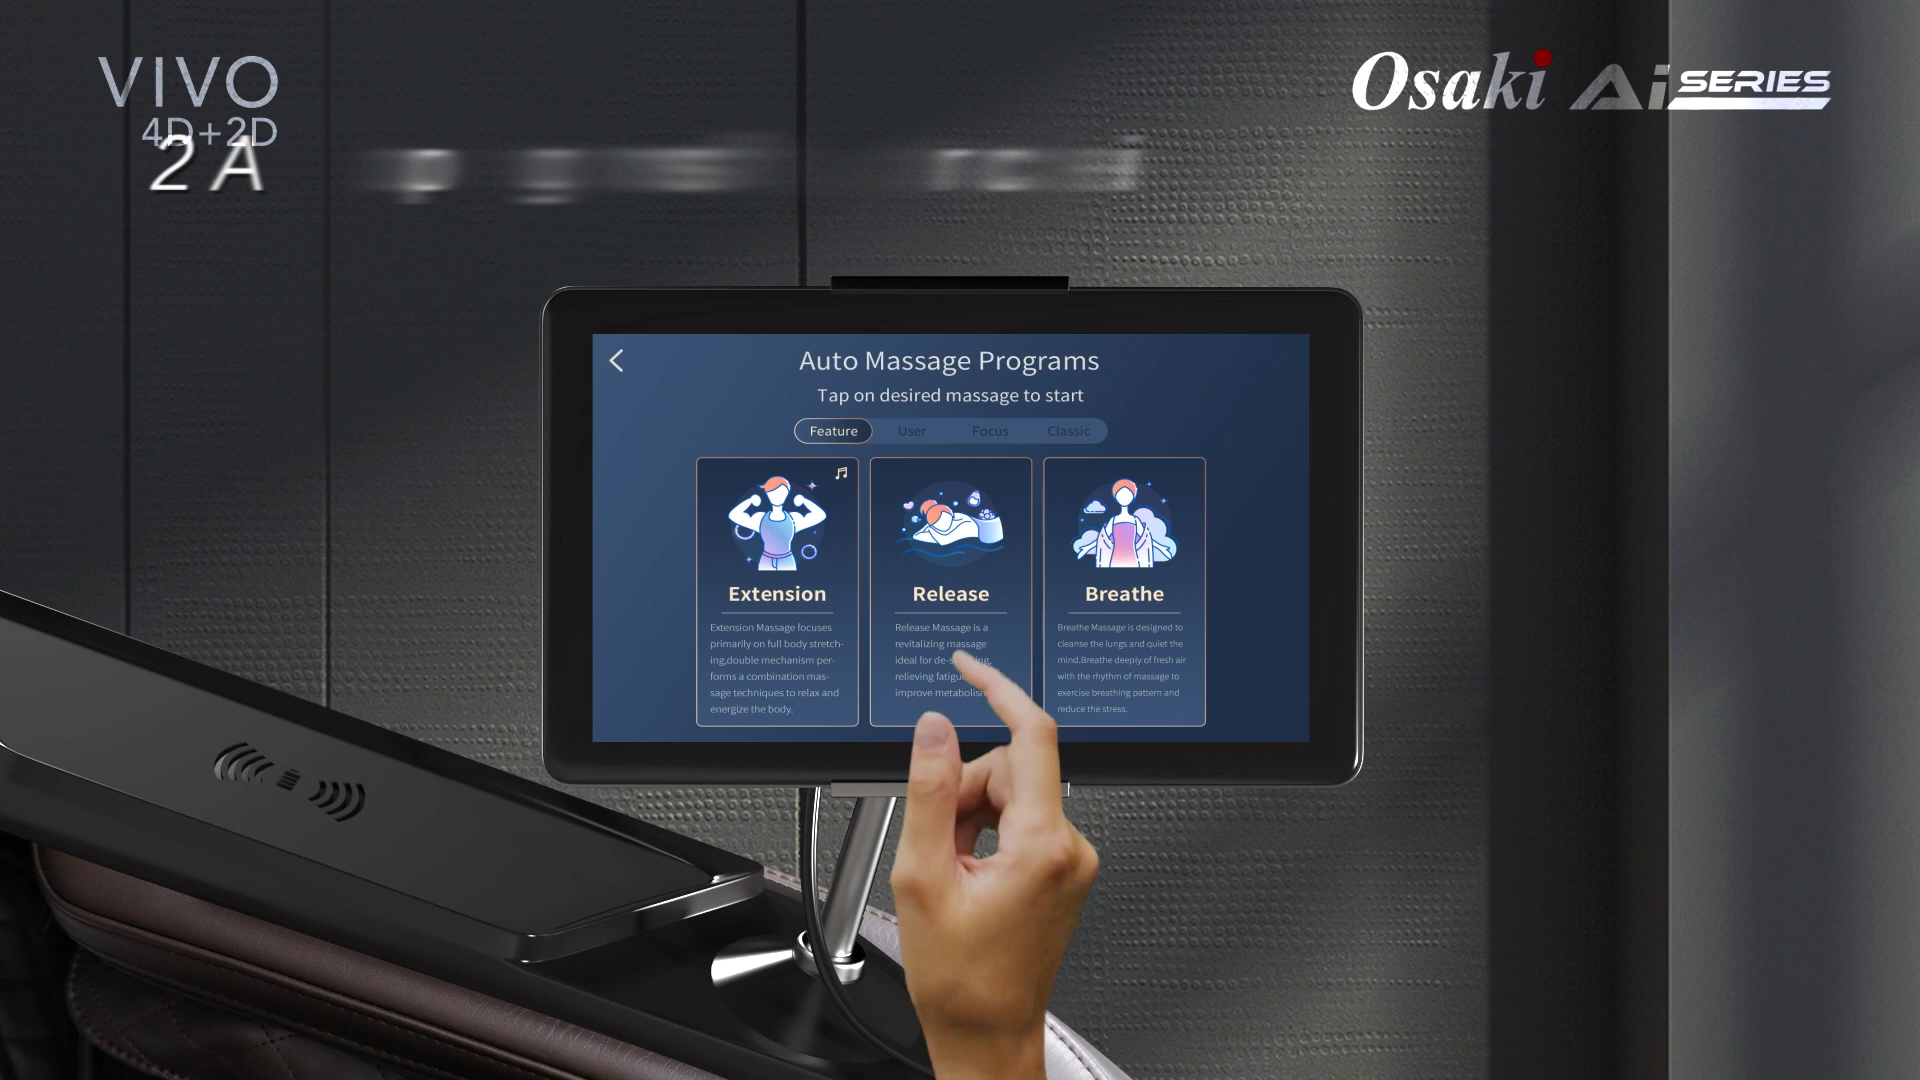 VIVO
4D+2D
2 A
Osaki Ai SERIES
Auto Massage Programs
Tap on desired massage to start
Feature User Focus Classic
Extension
Extension Massage focuses
primarily on full body stretch-
ing,double mechanism per-
forms a combination mas-
sage techniques to relax and
energize the body.
Release
Release Massage is a
revitalizing massage
ideal for
relieving
improve
Breathe
Breathe Massage is designed to
cleanse the lungs and quiet the
mind.Breathe deeply of fresh air
with the rhythm of massage to
exercise breathing pattern and
reduce the stress.